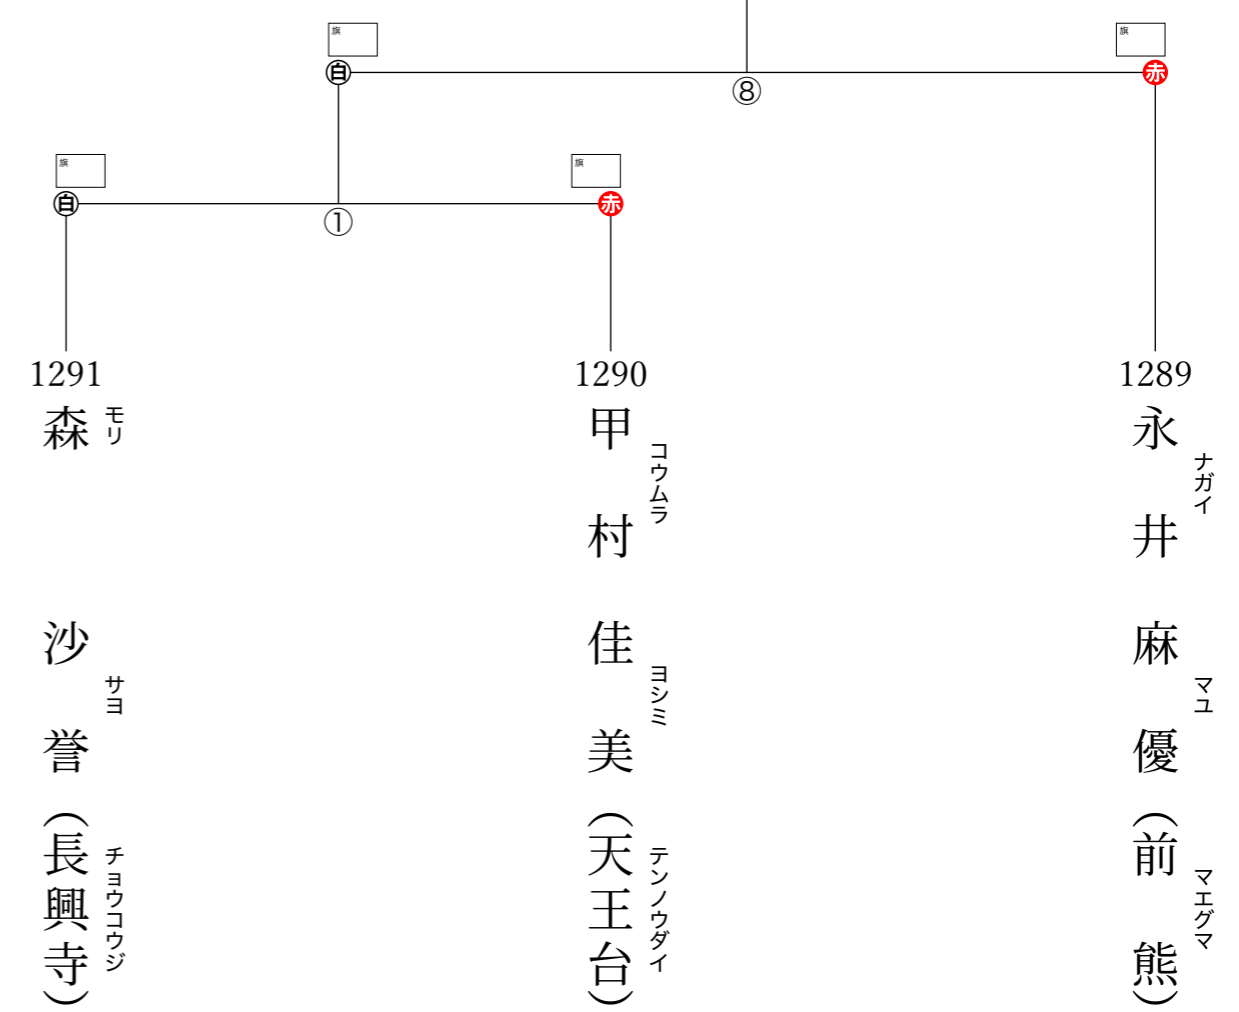 旗
旗
白
赤
⑧
旗
旗
白
赤
①
1289
永井麻優(前熊)
ナガイ
マユ
マエグマ
1290
甲村佳美(天王台)
コウムラ
ヨシミ
テンノウダイ
1291
森沙誉(長興寺)
モリ
サヨ
チョウコウジ